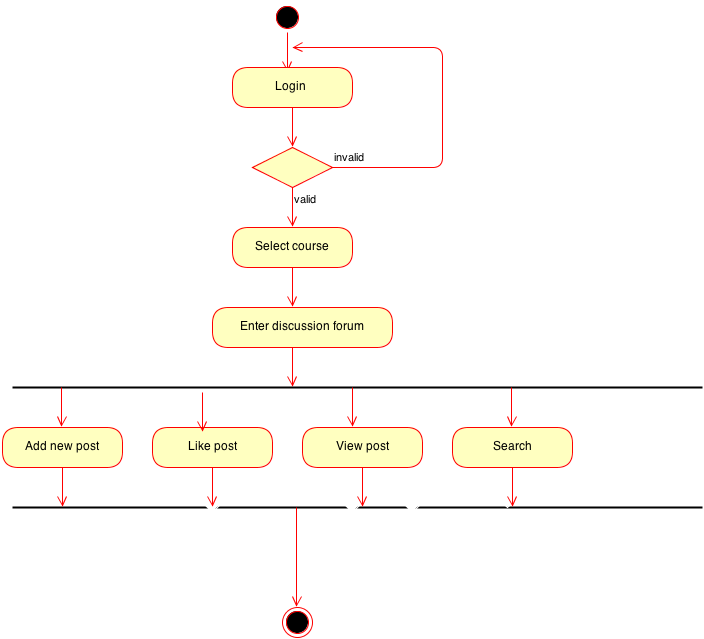 Login
invalid
valid
Select course
Enter discussion forum
Add new post
Like post
View post
Search